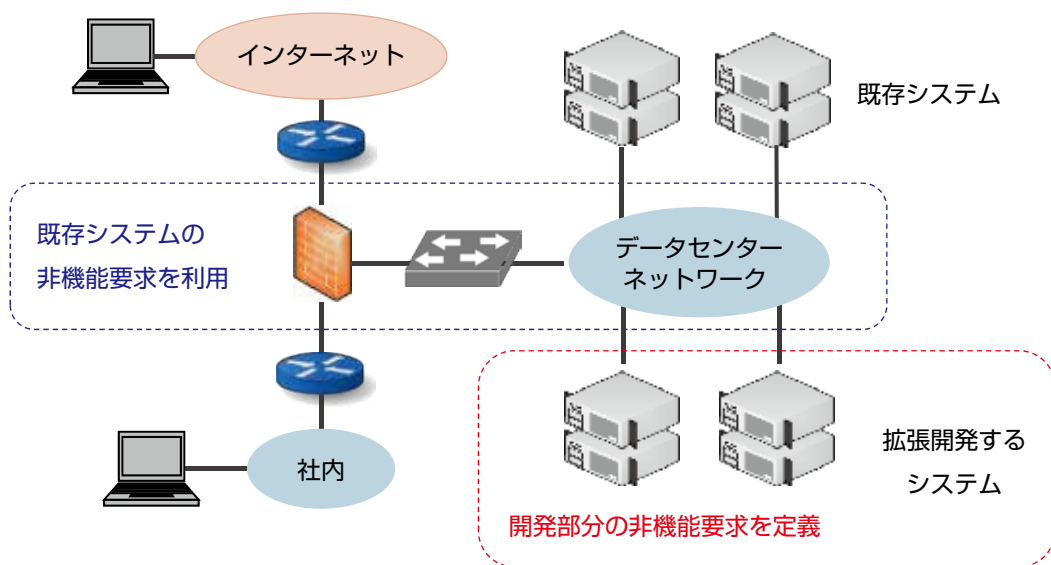 インターネット
既存システム
既存システムの
非機能要求を利用
データセンター
ネットワーク
社内
拡張開発する
システム
開発部分の非機能要求を定義